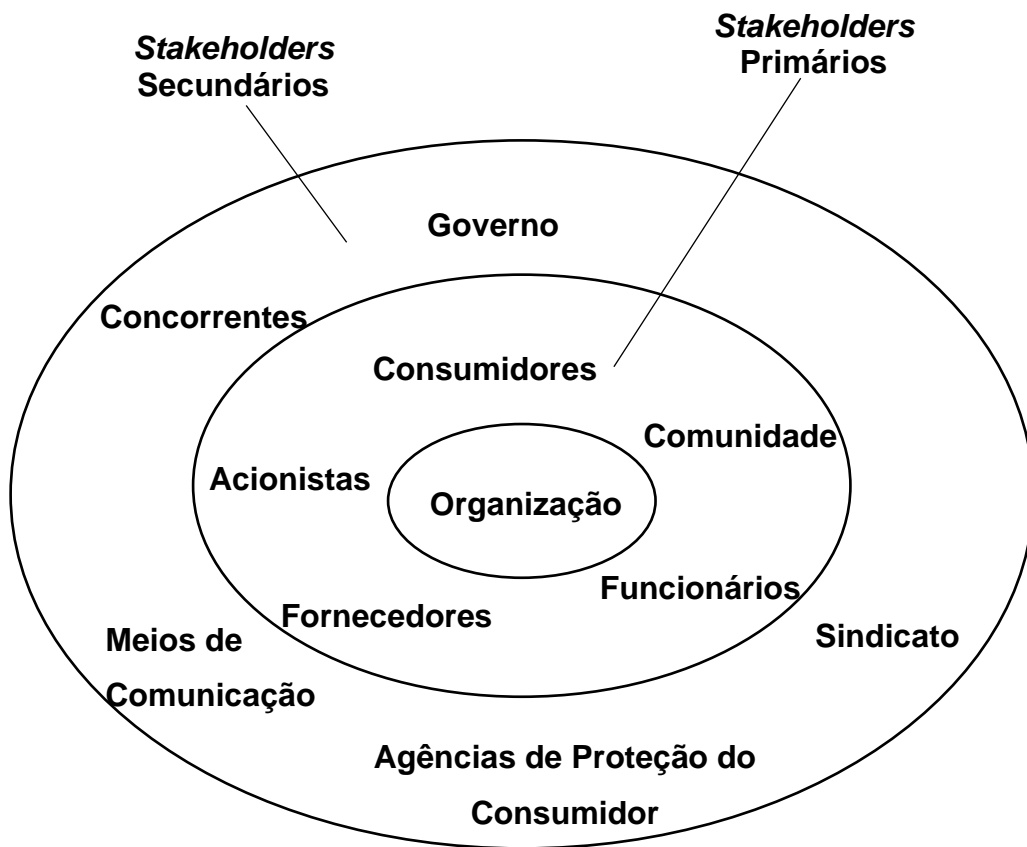 Stakeholders
Secundários
Stakeholders
Primários
Governo
Concorrentes
Consumidores
Comunidade
Acionistas
Organização
Funcionários
Fornecedores
Meios de
Comunicação
Sindicato
Agências de Proteção do
Consumidor